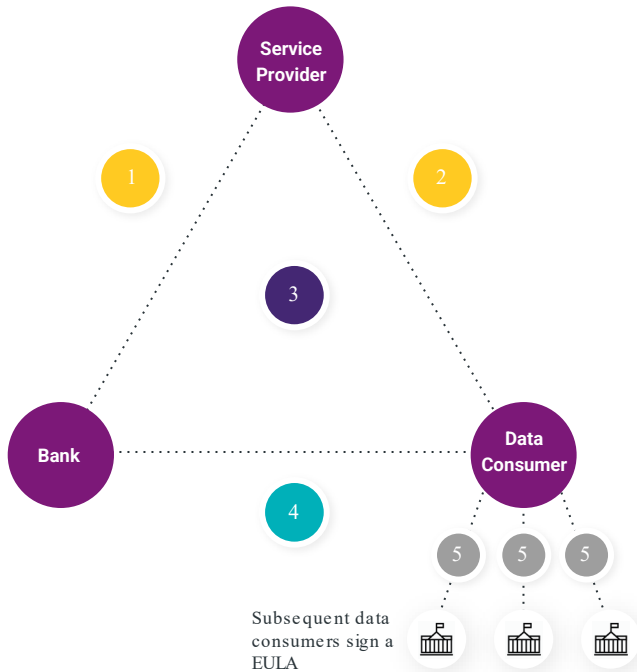 Service
Provider
1
2
3
Bank
Data
Consumer
4
5
5
5
Subsequent data
consumers sign a
EULA